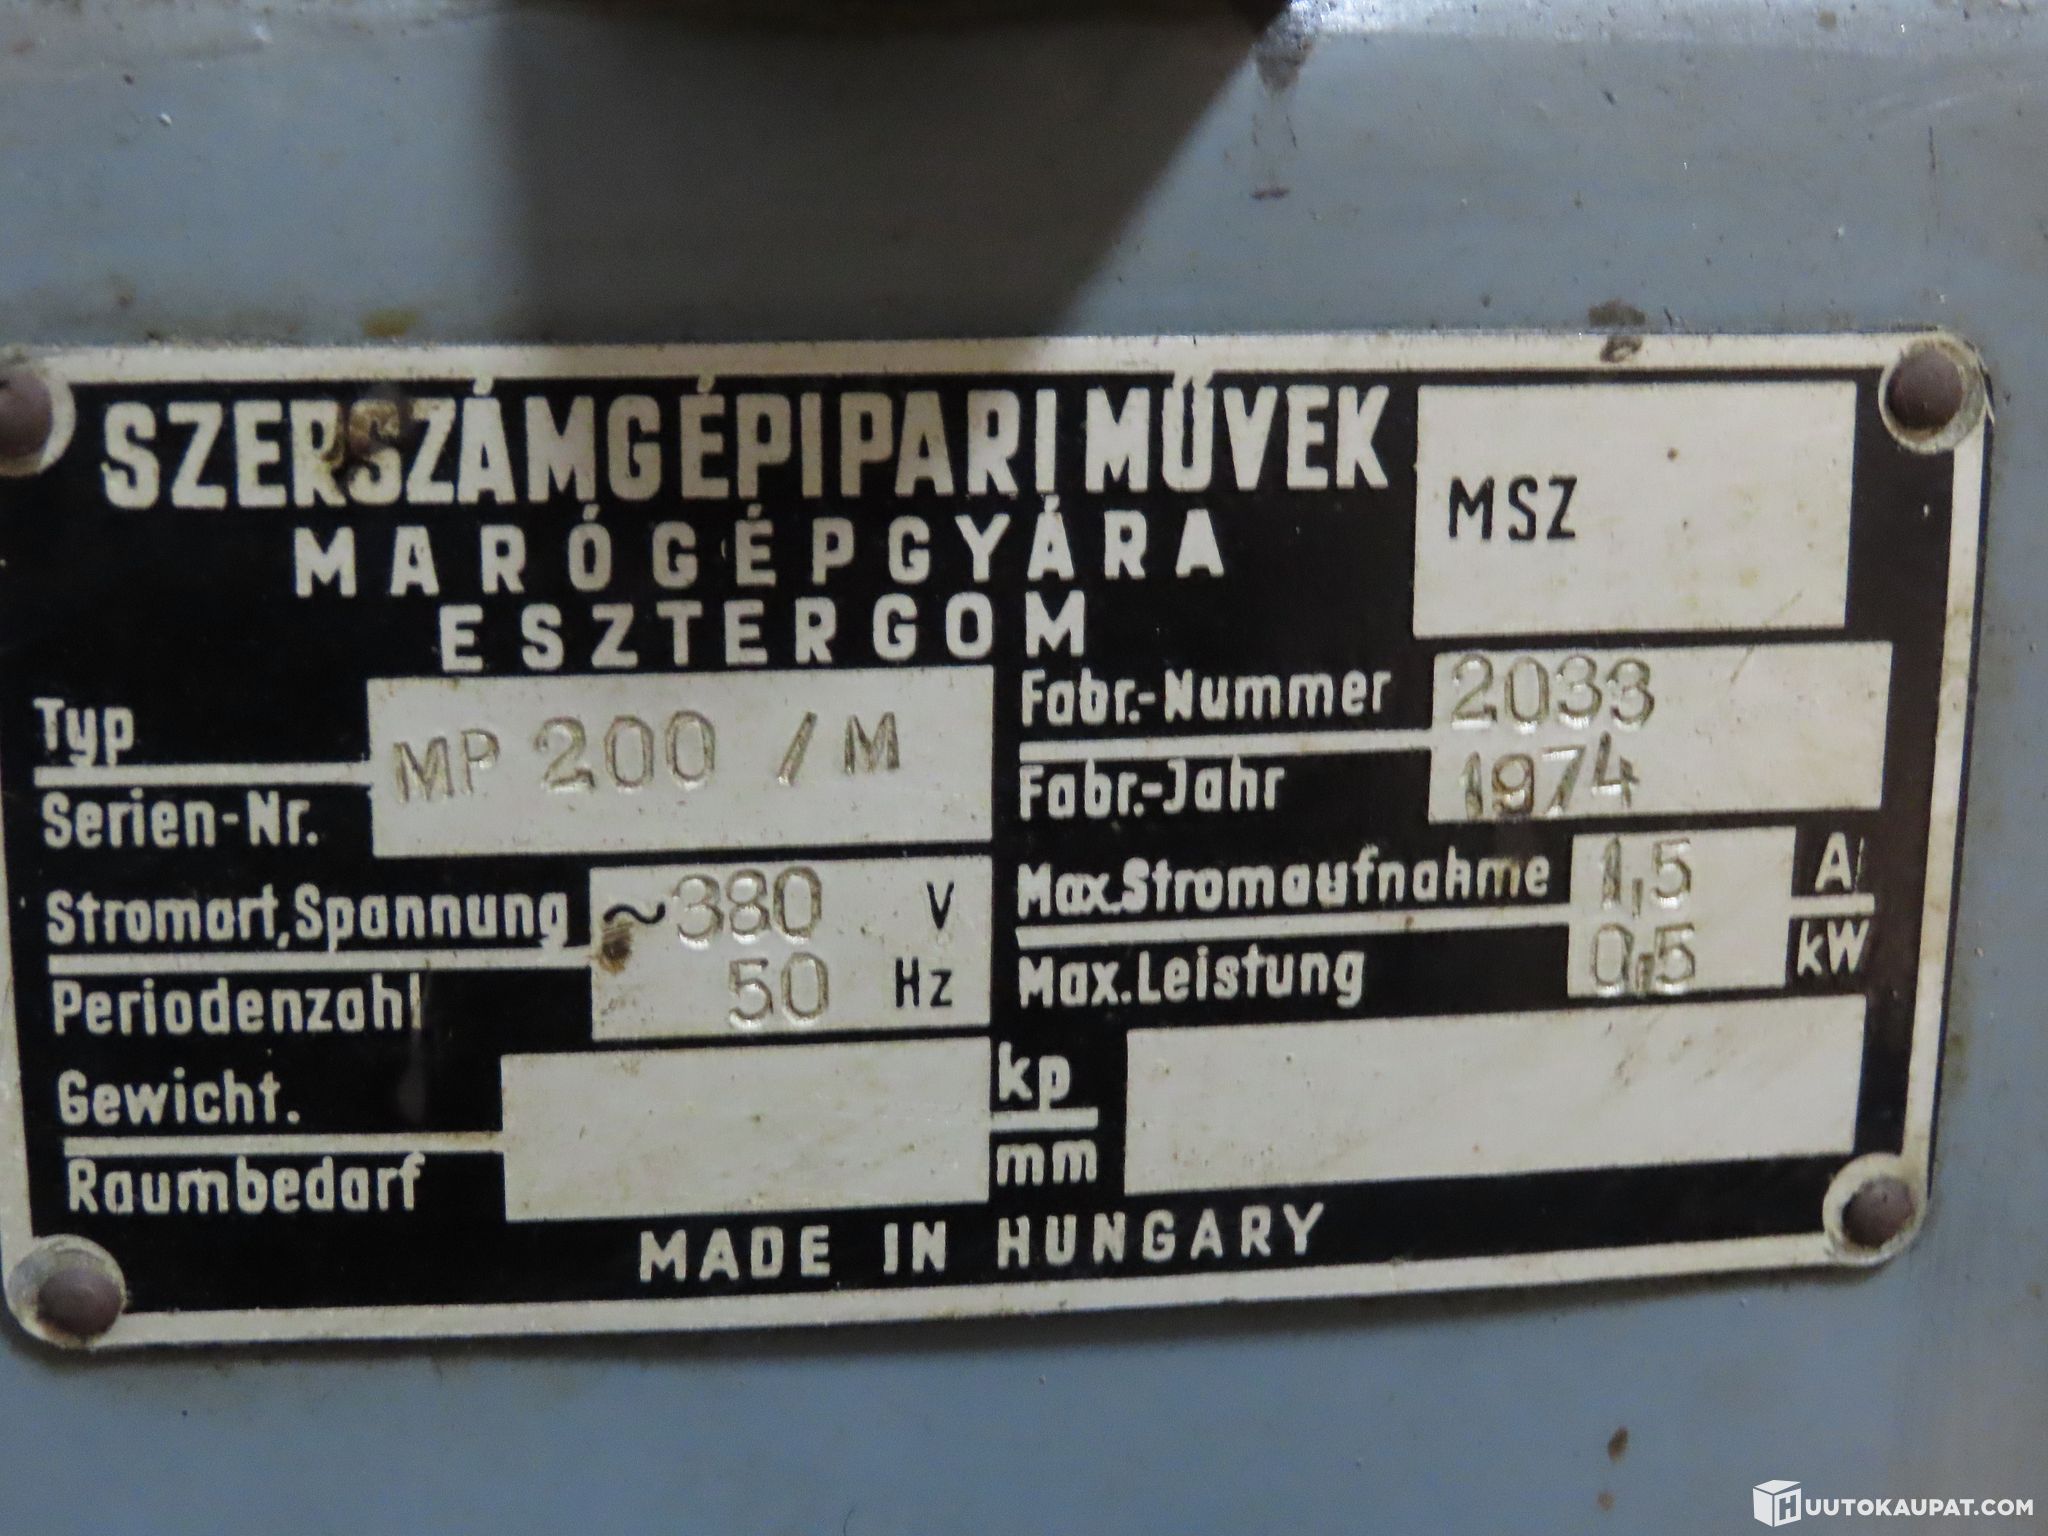 SZERSZÁMGÉPIPARI MŰVEK
MARÓGÉPGYÁRA
ESZTERGOM
MSZ
Typ
Serien-Nr.
MP 200 / M
Fabr.-Nummer 2033
Fabr.-Jahr 1974
Stromart, Spannung ~380 V
Periodenzahl 50 Hz
Max. Stromaufnahme 1,5 A
Max. Leistung 0,5 kW
Gewicht. kp
Raumbedarf mm
MADE IN HUNGARY
HUUTOKAUPAT.COM